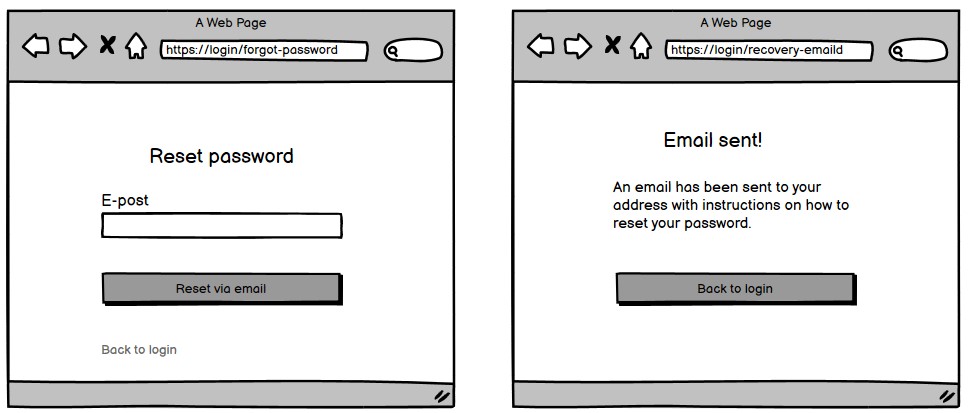 A Web Page
https://login/forgot-password
Reset password
E-post
Reset via email
Back to login
A Web Page
https://login/recovery-emaild
Email sent!
An email has been sent to your
address with instructions on how to
reset your password.
Back to login